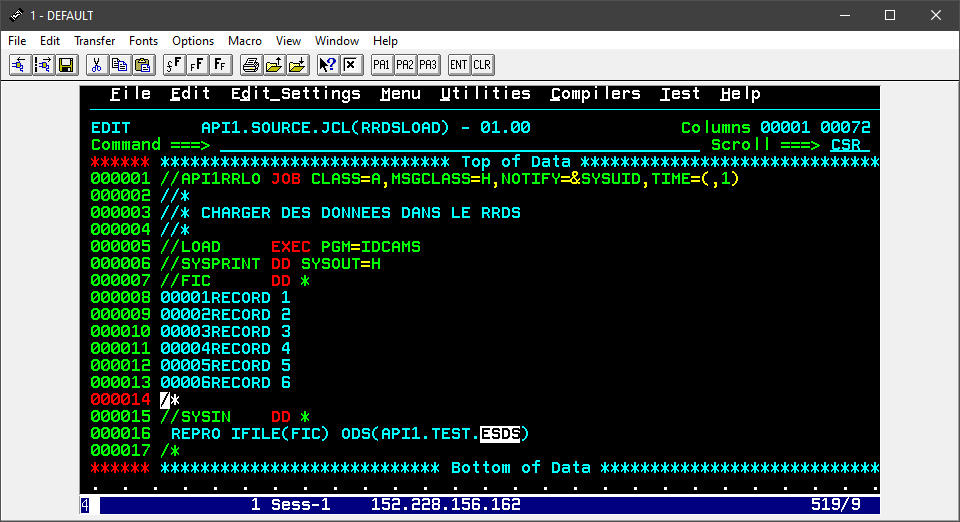 1 - DEFAULT
File Edit Transfer Fonts Options Macro View Window Help
PA1 PA2 PA3 ENT CLR
File Edit Edit_Settings Menu Utilities Compilers Test Help
EDIT API1.SOURCE.JCL(RRDSLOAD) - 01.00 Columns 00001 00072
Command ===> Scroll ===> CSR
****** ***************************** Top of Data ******************************
000001 //API1RRLO JOB CLASS=A,MSGCLASS=H,NOTIFY=&SYSUID,TIME=(,1)
000002 //*
000003 //* CHARGER DES DONNEES DANS LE RRDS
000004 //*
000005 //LOAD     EXEC PGM=IDCAMS
000006 //SYSPRINT DD SYSOUT=H
000007 //FIC      DD *
000008 00001RECORD 1
000009 00002RECORD 2
000010 00003RECORD 3
000011 00004RECORD 4
000012 00005RECORD 5
000013 00006RECORD 6
000014 /*
000015 //SYSIN    DD *
000016  REPRO IFILE(FIC) ODS(API1.TEST.ESDS)
000017 /*
****** **************************** Bottom of Data ****************************
. . . . . . . . . . . . . . . . . . . . . . . . . . .
4 1 Sess-1 152.228.156.162 519/9